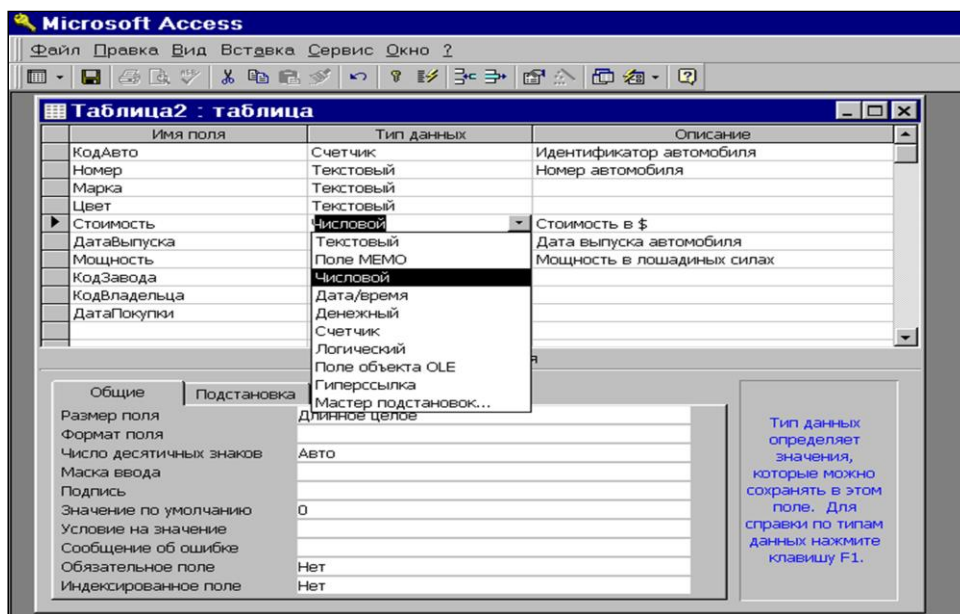 Microsoft Access
Файл Правка Вид Вставка Сервис Окно ?
Таблица2 : таблица
Имя поля Тип данных Описание
КодАвто Счетчик Идентификатор автомобиля
Номер Текстовый Номер автомобиля
Марка Текстовый
Цвет Текстовый
Стоимость Числовой Стоимость в $
ДатаВыпуска Текстовый Дата выпуска автомобиля
Мощность Поле МЕМО Мощность в лошадиных силах
КодЗавода Числовой
КодВладельца Дата/время
ДатаПокупки Денежный
Счетчик
Логический
Поле объекта OLE
Гиперссылка
Мастер подстановок...
Общие Подстановка
Размер поля Длинное целое
Формат поля
Число десятичных знаков Авто
Маска ввода
Подпись
Значение по умолчанию 0
Условие на значение
Сообщение об ошибке
Обязательное поле Нет
Индексированное поле Нет
Тип данных
определяет
значения,
которые можно
сохранять в этом
поле. Для
справки по типам
данных нажмите
клавишу F1.